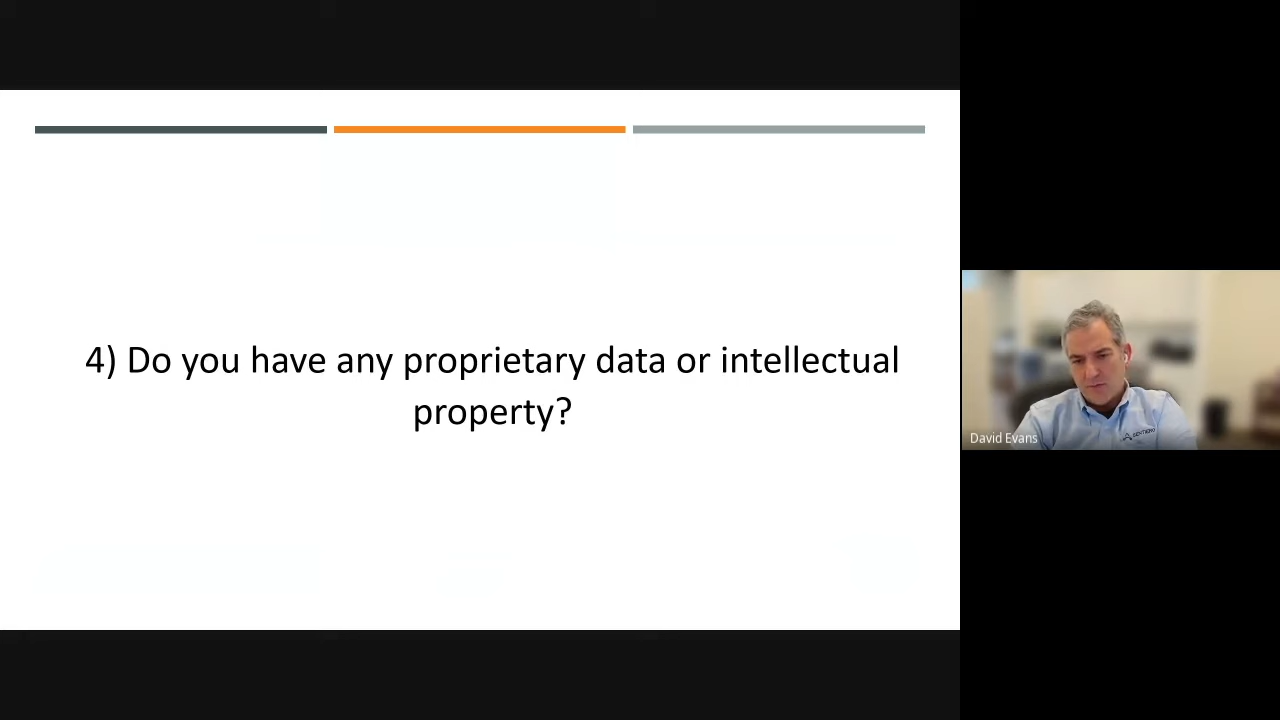 4) Do you have any proprietary data or intellectual
property?
David Evans